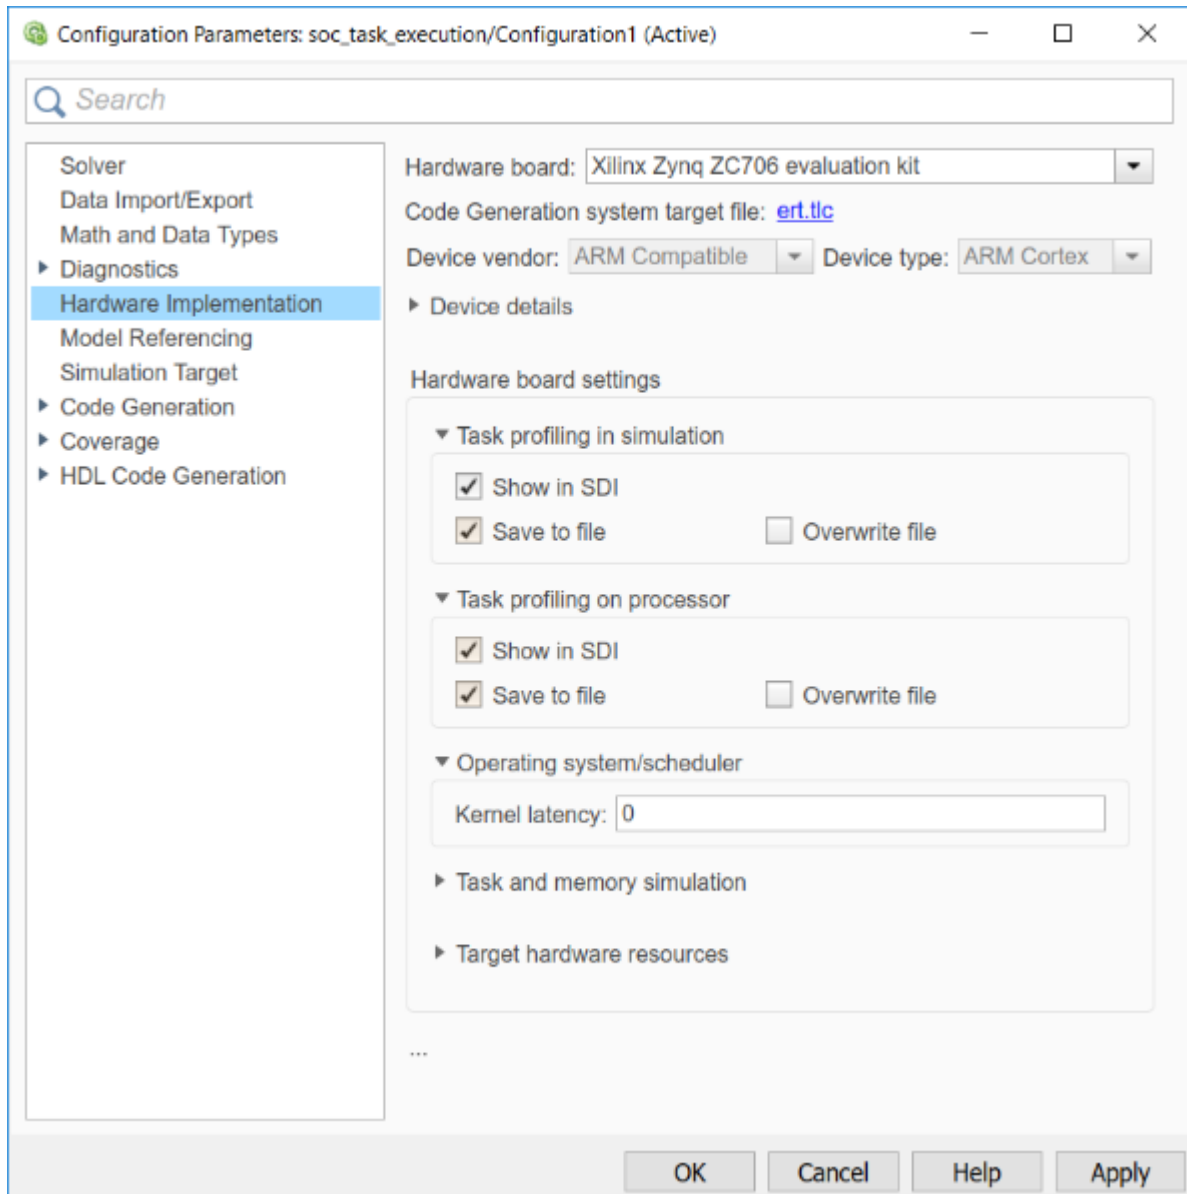 Configuration Parameters: soc_task_execution/Configuration1 (Active)
Search
Solver
Data Import/Export
Math and Data Types
Diagnostics
Hardware Implementation
Model Referencing
Simulation Target
Code Generation
Coverage
HDL Code Generation
Hardware board: Xilinx Zynq ZC706 evaluation kit
Code Generation system target file: ert.tlc
Device vendor: ARM Compatible Device type: ARM Cortex
Device details
Hardware board settings
Task profiling in simulation
Show in SDI
Save to file Overwrite file
Task profiling on processor
Show in SDI
Save to file Overwrite file
Operating system/scheduler
Kernel latency: 0
Task and memory simulation
Target hardware resources
...
OK Cancel Help Apply